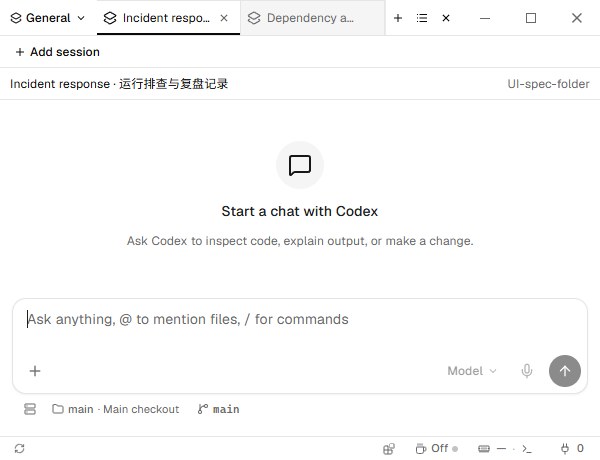 General
Incident respo...
Dependency a...
Add session
Incident response · 运行排查与复盘记录
UI-spec-folder
Start a chat with Codex
Ask Codex to inspect code, explain output, or make a change.
Ask anything, @ to mention files, / for commands
Model
main · Main checkout
main
Off
0